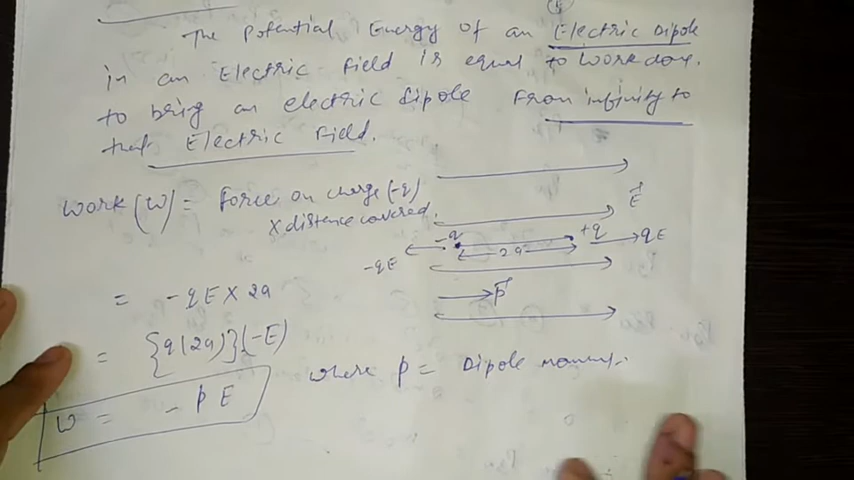 The Potential Energy of an Electric Dipole
in an Electric field is equal to work done.
to bring an electric dipole From infinity to
that Electric Field.
Work (W) = force on charge (-q)
x distance covered.
E
-q +q
-qE 2a qE
p
= -qE x 2a
= {q(2a)}(-E)
where p = Dipole moment.
W = - p E